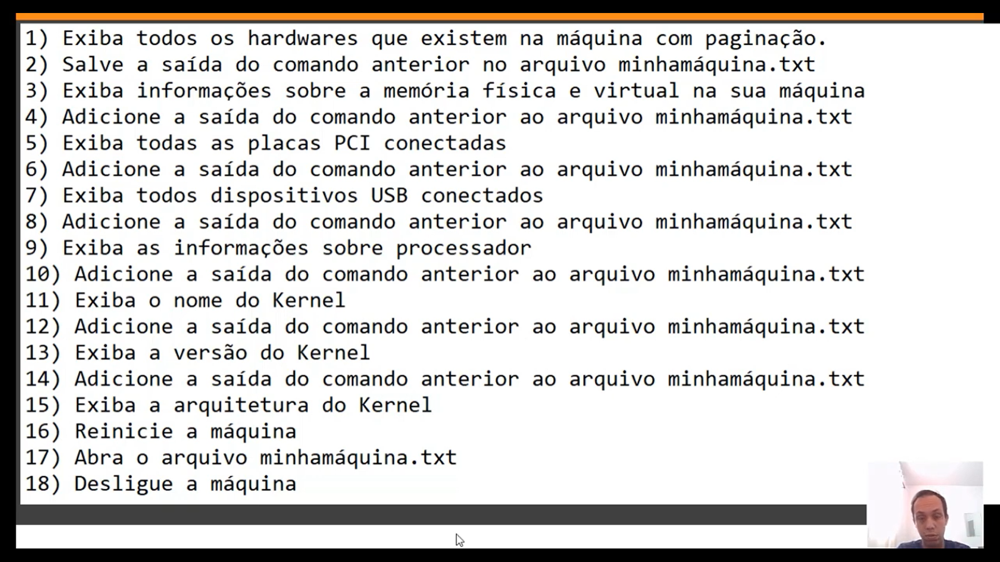 1) Exiba todos os hardwares que existem na máquina com paginação.
2) Salve a saída do comando anterior no arquivo minhamáquina.txt
3) Exiba informações sobre a memória física e virtual na sua máquina
4) Adicione a saída do comando anterior ao arquivo minhamáquina.txt
5) Exiba todas as placas PCI conectadas
6) Adicione a saída do comando anterior ao arquivo minhamáquina.txt
7) Exiba todos dispositivos USB conectados
8) Adicione a saída do comando anterior ao arquivo minhamáquina.txt
9) Exiba as informações sobre processador
10) Adicione a saída do comando anterior ao arquivo minhamáquina.txt
11) Exiba o nome do Kernel
12) Adicione a saída do comando anterior ao arquivo minhamáquina.txt
13) Exiba a versão do Kernel
14) Adicione a saída do comando anterior ao arquivo minhamáquina.txt
15) Exiba a arquitetura do Kernel
16) Reinicie a máquina
17) Abra o arquivo minhamáquina.txt
18) Desligue a máquina